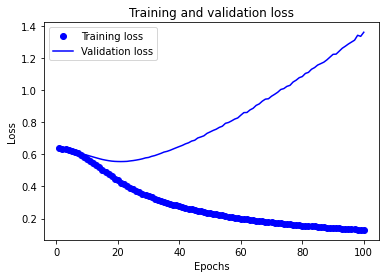 Training and validation loss
1.4
1.2
1.0
0.8
0.6
0.4
0.2
Loss
Training loss
Validation loss
0 20 40 60 80 100
Epochs